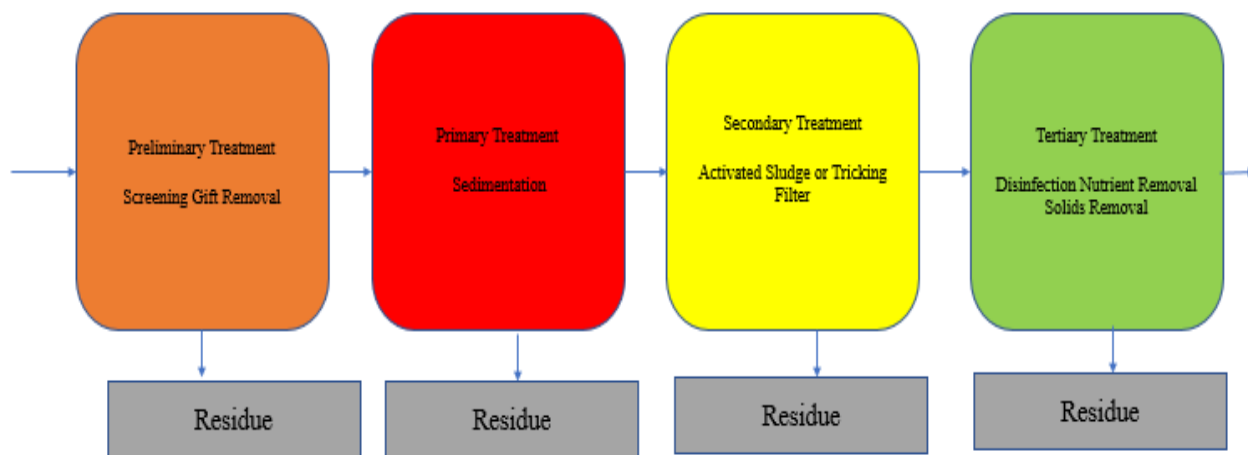 Preliminary Treatment
Screening Gift Removal
Primary Treatment
Sedimentation
Secondary Treatment
Activated Sludge or Tricking
Filter
Tertiary Treatment
Disinfection Nutrient Removal
Solids Removal
Residue
Residue
Residue
Residue